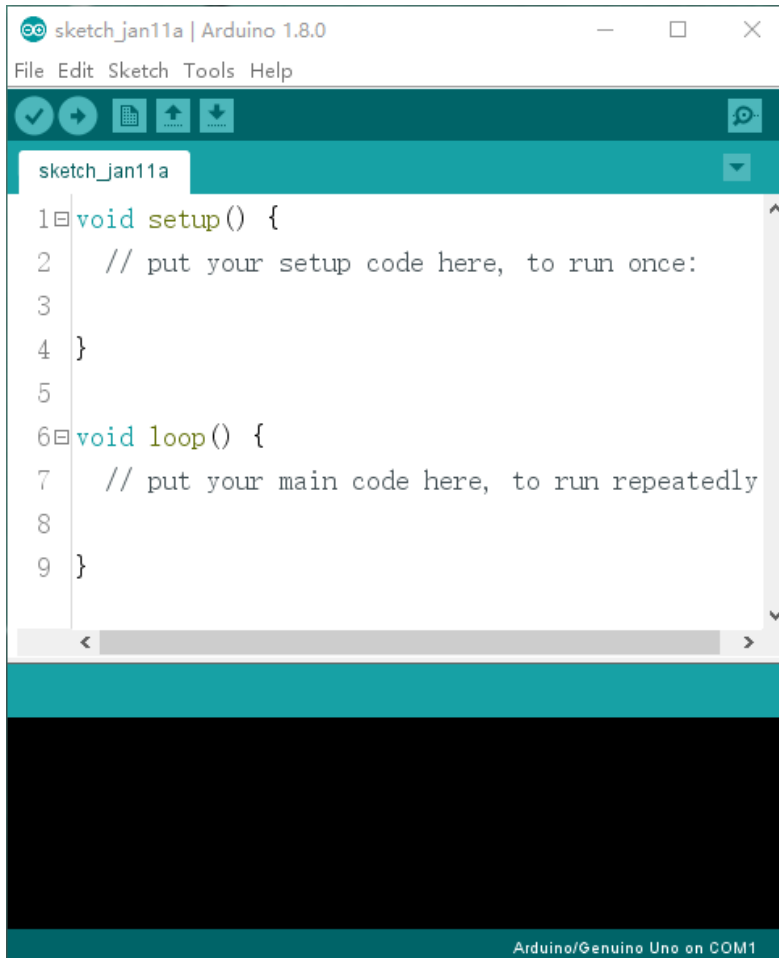 sketch_jan11a | Arduino 1.8.0
File Edit Sketch Tools Help
sketch_jan11a
1 void setup() {
2 // put your setup code here, to run once:
3
4 }
5
6 void loop() {
7 // put your main code here, to run repeatedly
8
9 }
Arduino/Genuino Uno on COM1